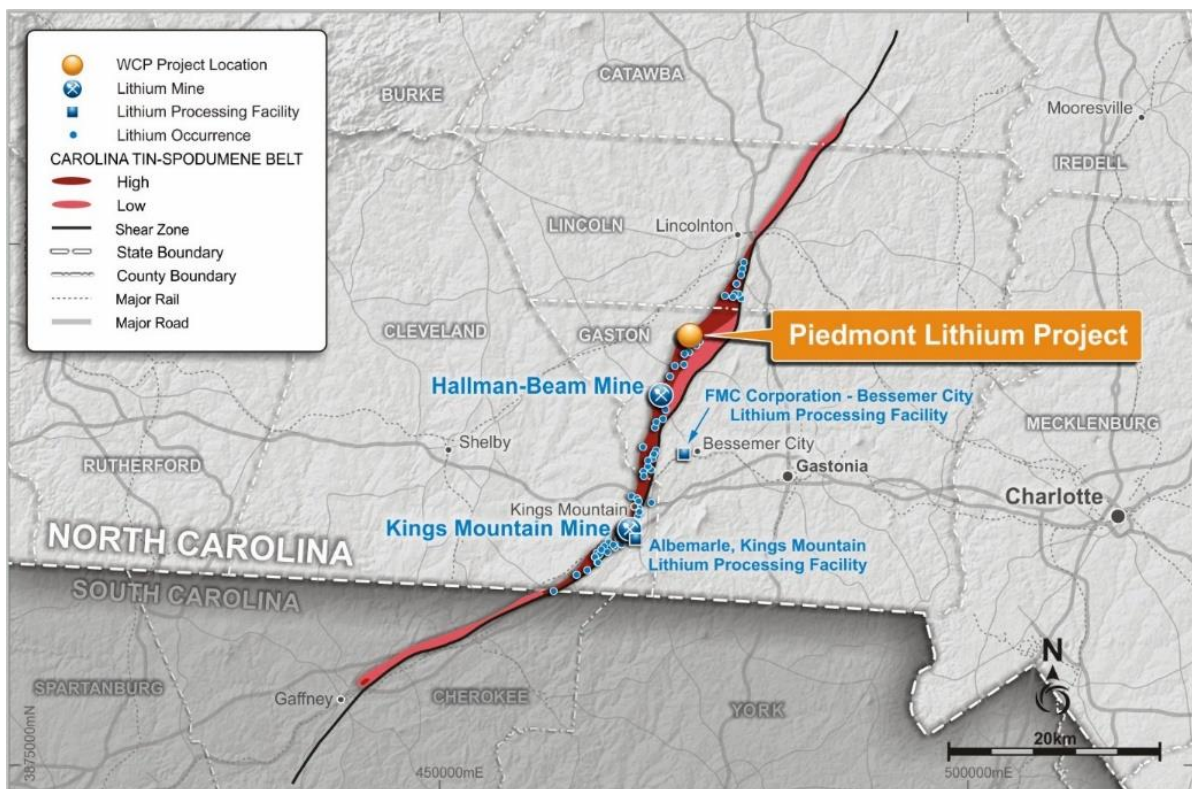 WCP Project Location
Lithium Mine
Lithium Processing Facility
Lithium Occurrence
CAROLINA TIN-SPODUMENE BELT
High
Low
Shear Zone
State Boundary
County Boundary
Major Rail
Major Road
CATAWBA
BURKE
Mooresville
IREDELL
LINCOLN
Lincolnton
CLEVELAND
GASTON
Piedmont Lithium Project
Hallman-Beam Mine
FMC Corporation - Bessemer City
Lithium Processing Facility
MECKLENBURG
Shelby
Bessemer City
RUTHERFORD
Gastonia
Charlotte
Kings Mountain
Kings Mountain Mine
Albemarle, Kings Mountain
Lithium Processing Facility
NORTH CAROLINA
SOUTH CAROLINA
SPARTANBURG
Gaffney
CHEROKEE
YORK
N
20km
3875000mN
450000mE
500000mE